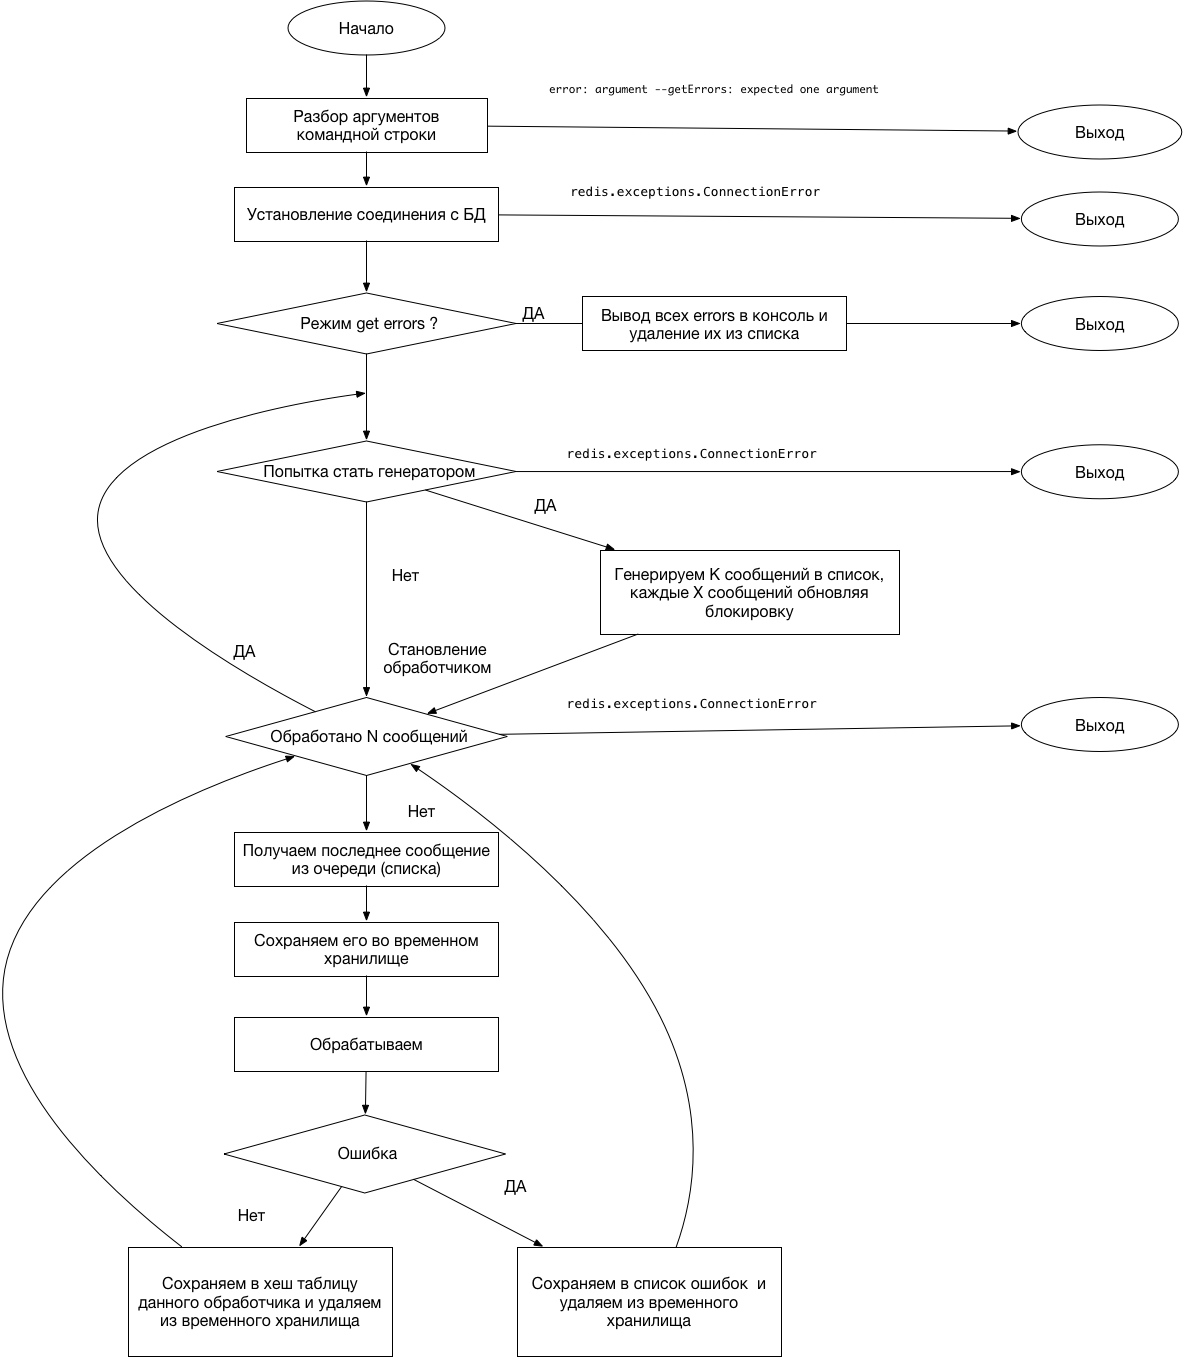 Начало
error: argument --getErrors: expected one argument
Разбор аргументов
командной строки
Выход
redis.exceptions.ConnectionError
Установление соединения с БД
Выход
Режим get errors ?
ДА
Вывод всех errors в консоль и
удаление их из списка
Выход
redis.exceptions.ConnectionError
Попытка стать генератором
Выход
ДА
Нет
Генерируем K сообщений в список,
каждые X сообщений обновляя
блокировку
ДА
Становление
обработчиком
redis.exceptions.ConnectionError
Обработано N сообщений
Выход
Нет
Получаем последнее сообщение
из очереди (списка)
Сохраняем его во временном
хранилище
Обрабатываем
Ошибка
ДА
Нет
Сохраняем в хеш таблицу
данного обработчика и удаляем
из временного хранилища
Сохраняем в список ошибок  и
удаляем из временного
хранилища